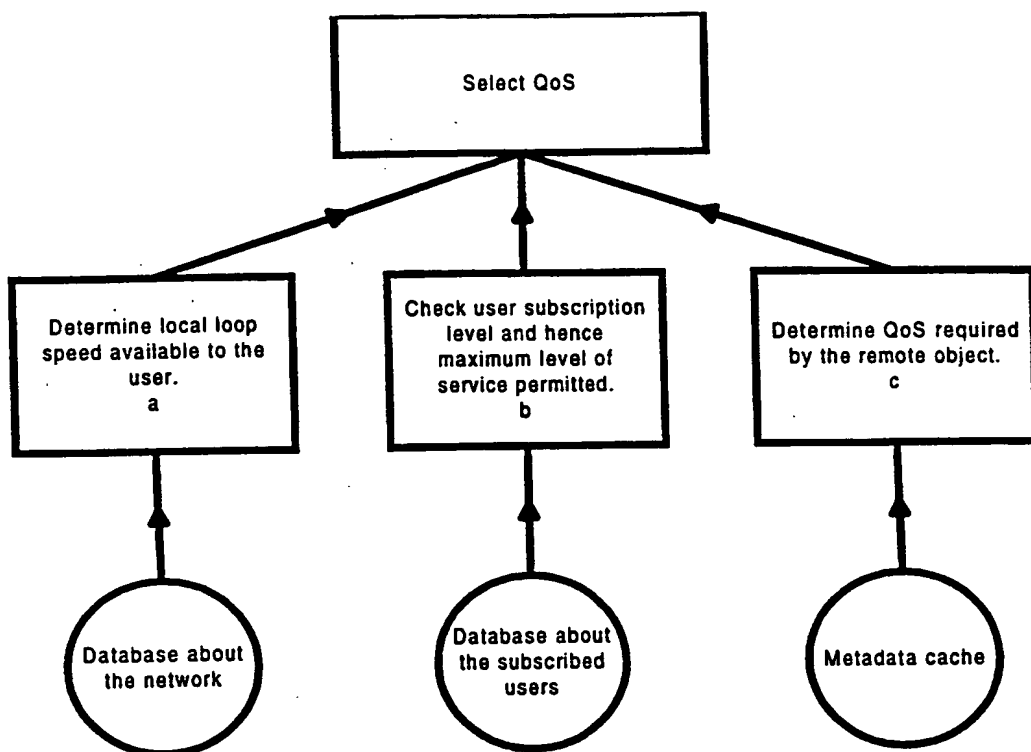 Select QoS
Determine local loop
speed available to the
user.
a
Check user subscription
level and hence
maximum level of
service permitted.
b
Determine QoS required
by the remote object.
c
Database about
the network
Database about
the subscribed
users
Metadata cache